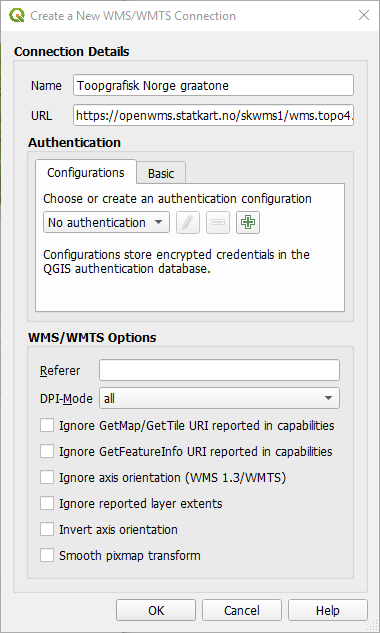 Create a New WMS/WMTS Connection
Connection Details
Name Toopgrafisk Norge graatone
URL https://openwms.statkart.no/skwms1/wms.topo4.
Authentication
Configurations Basic
Choose or create an authentication configuration
No authentication
Configurations store encrypted credentials in the
QGIS authentication database.
WMS/WMTS Options
Referer
DPI-Mode all
Ignore GetMap/GetTile URI reported in capabilities
Ignore GetFeatureInfo URI reported in capabilities
Ignore axis orientation (WMS 1.3/WMTS)
Ignore reported layer extents
Invert axis orientation
Smooth pixmap transform
OK Cancel Help